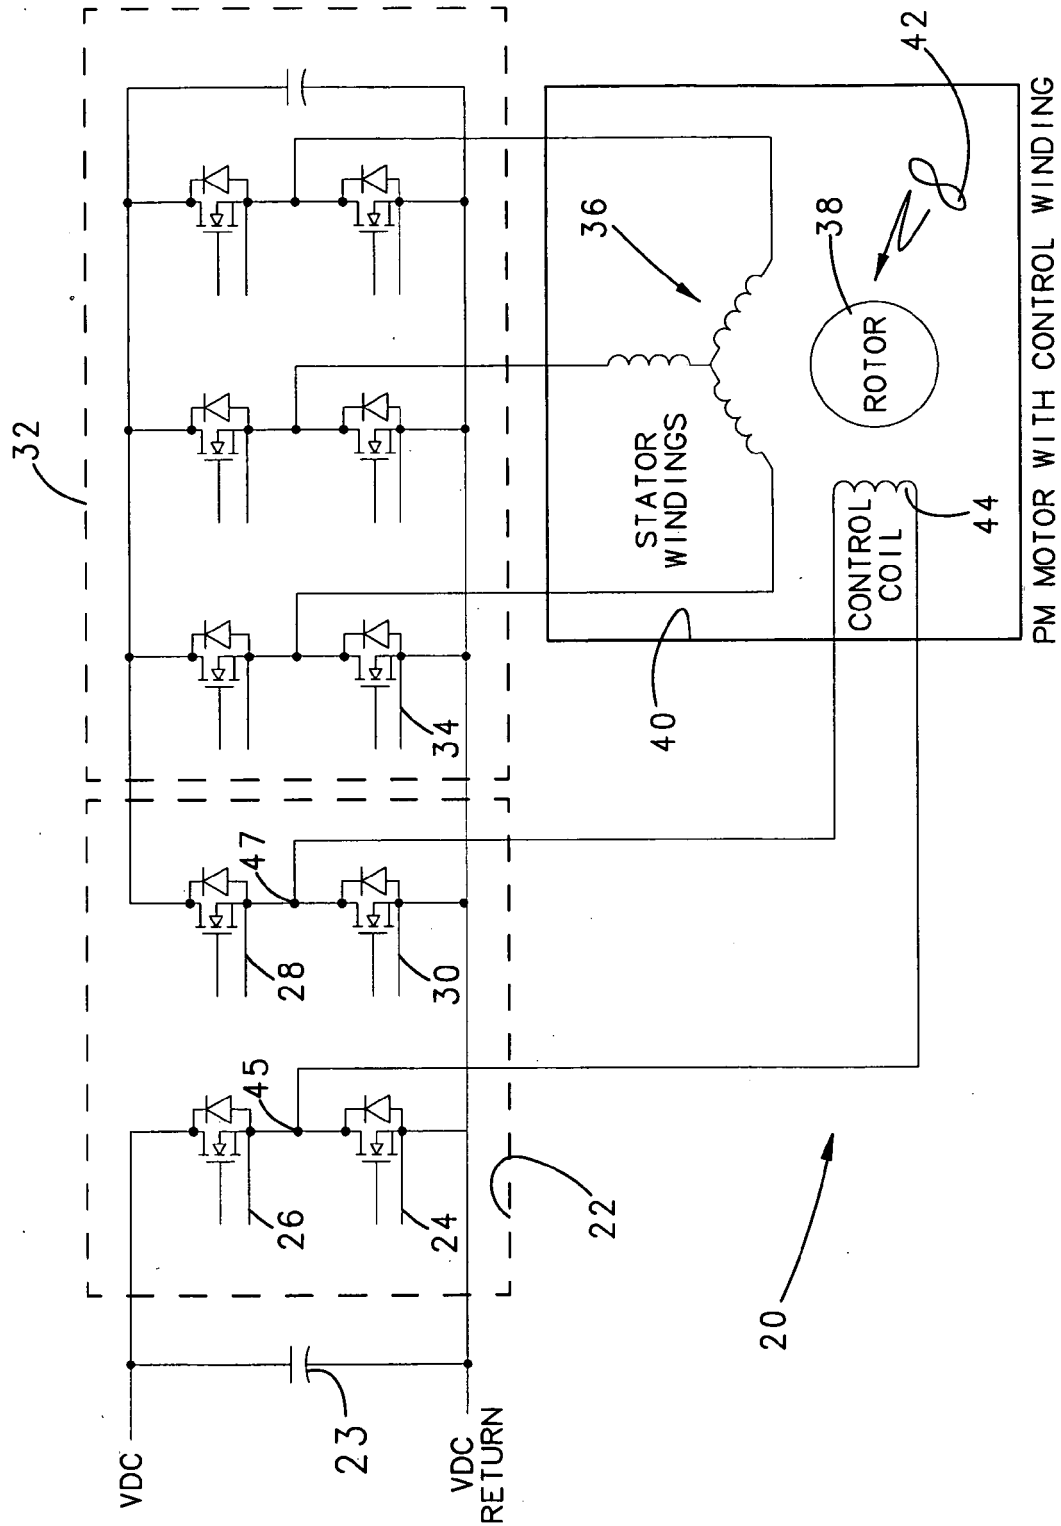 32
VDC
VDC
RETURN
23
26
45
24
22
28
47
30
34
20
40
STATOR
WINDINGS
36
CONTROL
COIL
44
ROTOR
38
42
PM MOTOR WITH CONTROL WINDING